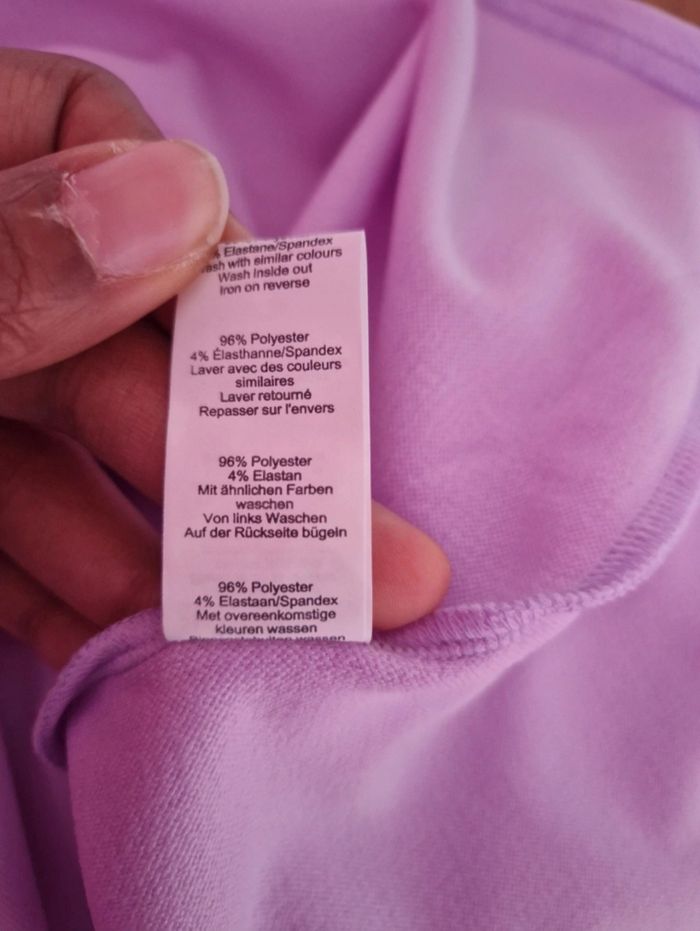 % Elastane/Spandex
ash with similar colours
Wash Inside out
Iron on reverse
96% Polyester
4% Élasthanne/Spandex
Laver avec des couleurs
similaires
Laver retourné
Repasser sur l'envers
96% Polyester
4% Elastan
Mit ähnlichen Farben
waschen
Von links Waschen
Auf der Rückseite bügeln
96% Polyester
4% Elastaan/Spandex
Met overeenkomstige
kleuren wassen